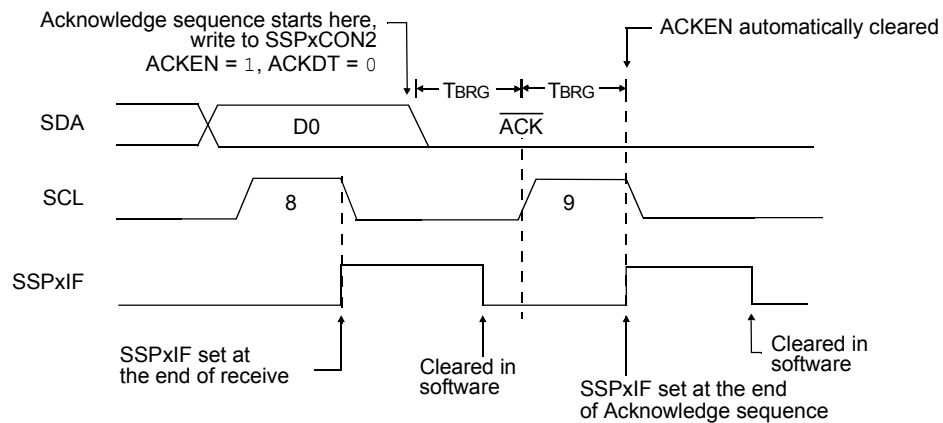 Acknowledge sequence starts here,
write to SSPxCON2
ACKEN = 1, ACKDT = 0
ACKEN automatically cleared
TBRG
TBRG
SDA
D0
ACK
SCL
8
9
SSPxIF
SSPxIF set at
the end of receive
Cleared in
software
SSPxIF set at the end
of Acknowledge sequence
Cleared in
software